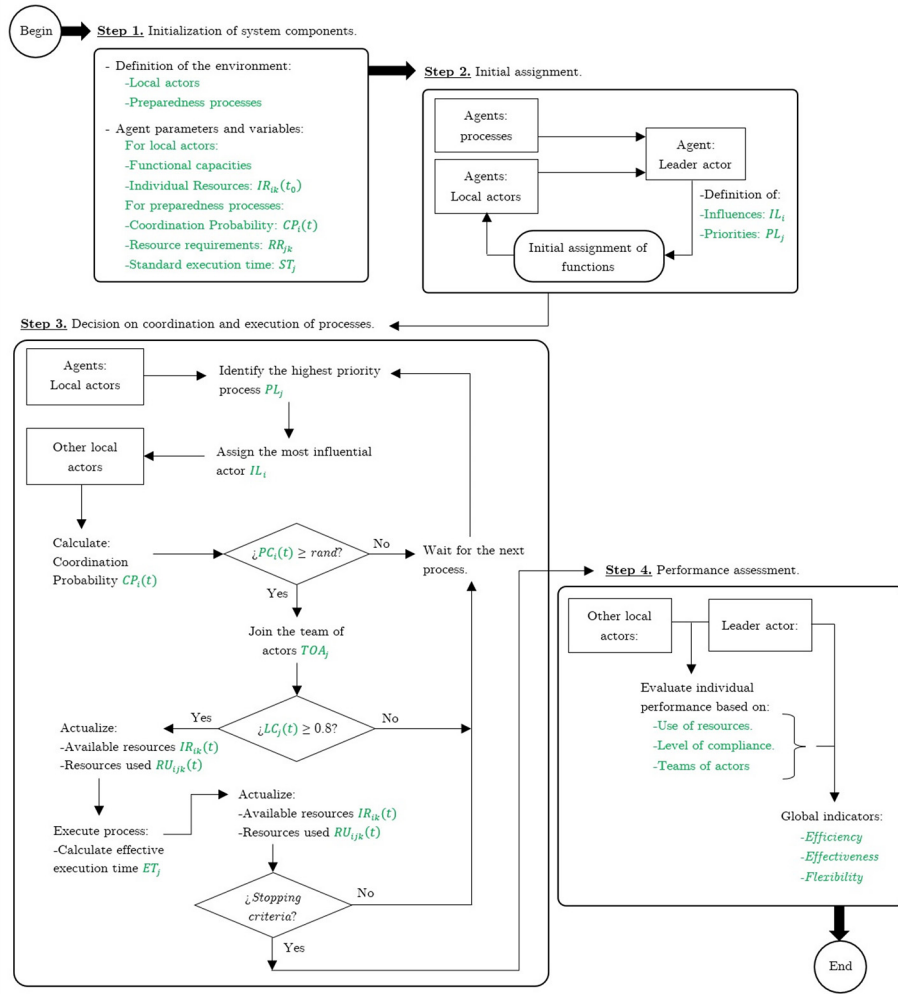 Begin
Step 1. Initialization of system components.
- Definition of the environment:
-Local actors
-Preparedness processes
- Agent parameters and variables:
For local actors:
-Functional capacities
-Individual Resources: IR_ik(t_0)
For preparedness processes:
-Coordination Probability: CP_i(t)
-Resource requirements: RR_jk
-Standard execution time: ST_j
Step 2. Initial assignment.
Agents:
processes
Agents:
Local actors
Agent:
Leader actor
-Definition of:
-Influences: IL_i
-Priorities: PL_j
Initial assignment of
functions
Step 3. Decision on coordination and execution of processes.
Agents:
Local actors
Identify the highest priority
process PL_j
Other local
actors
Assign the most influential
actor IL_i
Calculate:
Coordination
Probability CP_i(t)
¿PC_i(t) ≥ rand?
No
Yes
Wait for the next
process.
Join the team of
actors TOA_j
¿LC_j(t) ≥ 0.8?
Yes
No
Actualize:
-Available resources IR_ik(t)
-Resources used RU_ijk(t)
Execute process:
-Calculate effective
execution time ET_j
Actualize:
-Available resources IR_ik(t)
-Resources used RU_ijk(t)
¿Stopping
criteria?
No
Yes
Step 4. Performance assessment.
Other local
actors:
Leader actor:
Evaluate individual
performance based on:
-Use of resources.
-Level of compliance.
-Teams of actors
Global indicators:
-Efficiency
-Effectiveness
-Flexibility
End